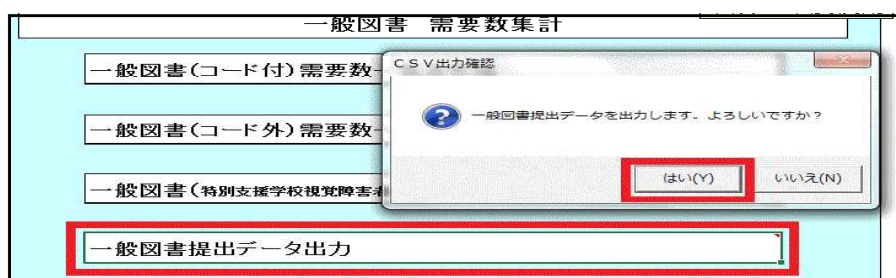 一般図書 需要数集計
一般図書(コード付)需要数
CSV出力確認
一般図書提出データを出力します。よろしいですか?
一般図書(コード外)需要数
はい(Y)
いいえ(N)
一般図書(特別支援学校視覚障害者
一般図書提出データ出力